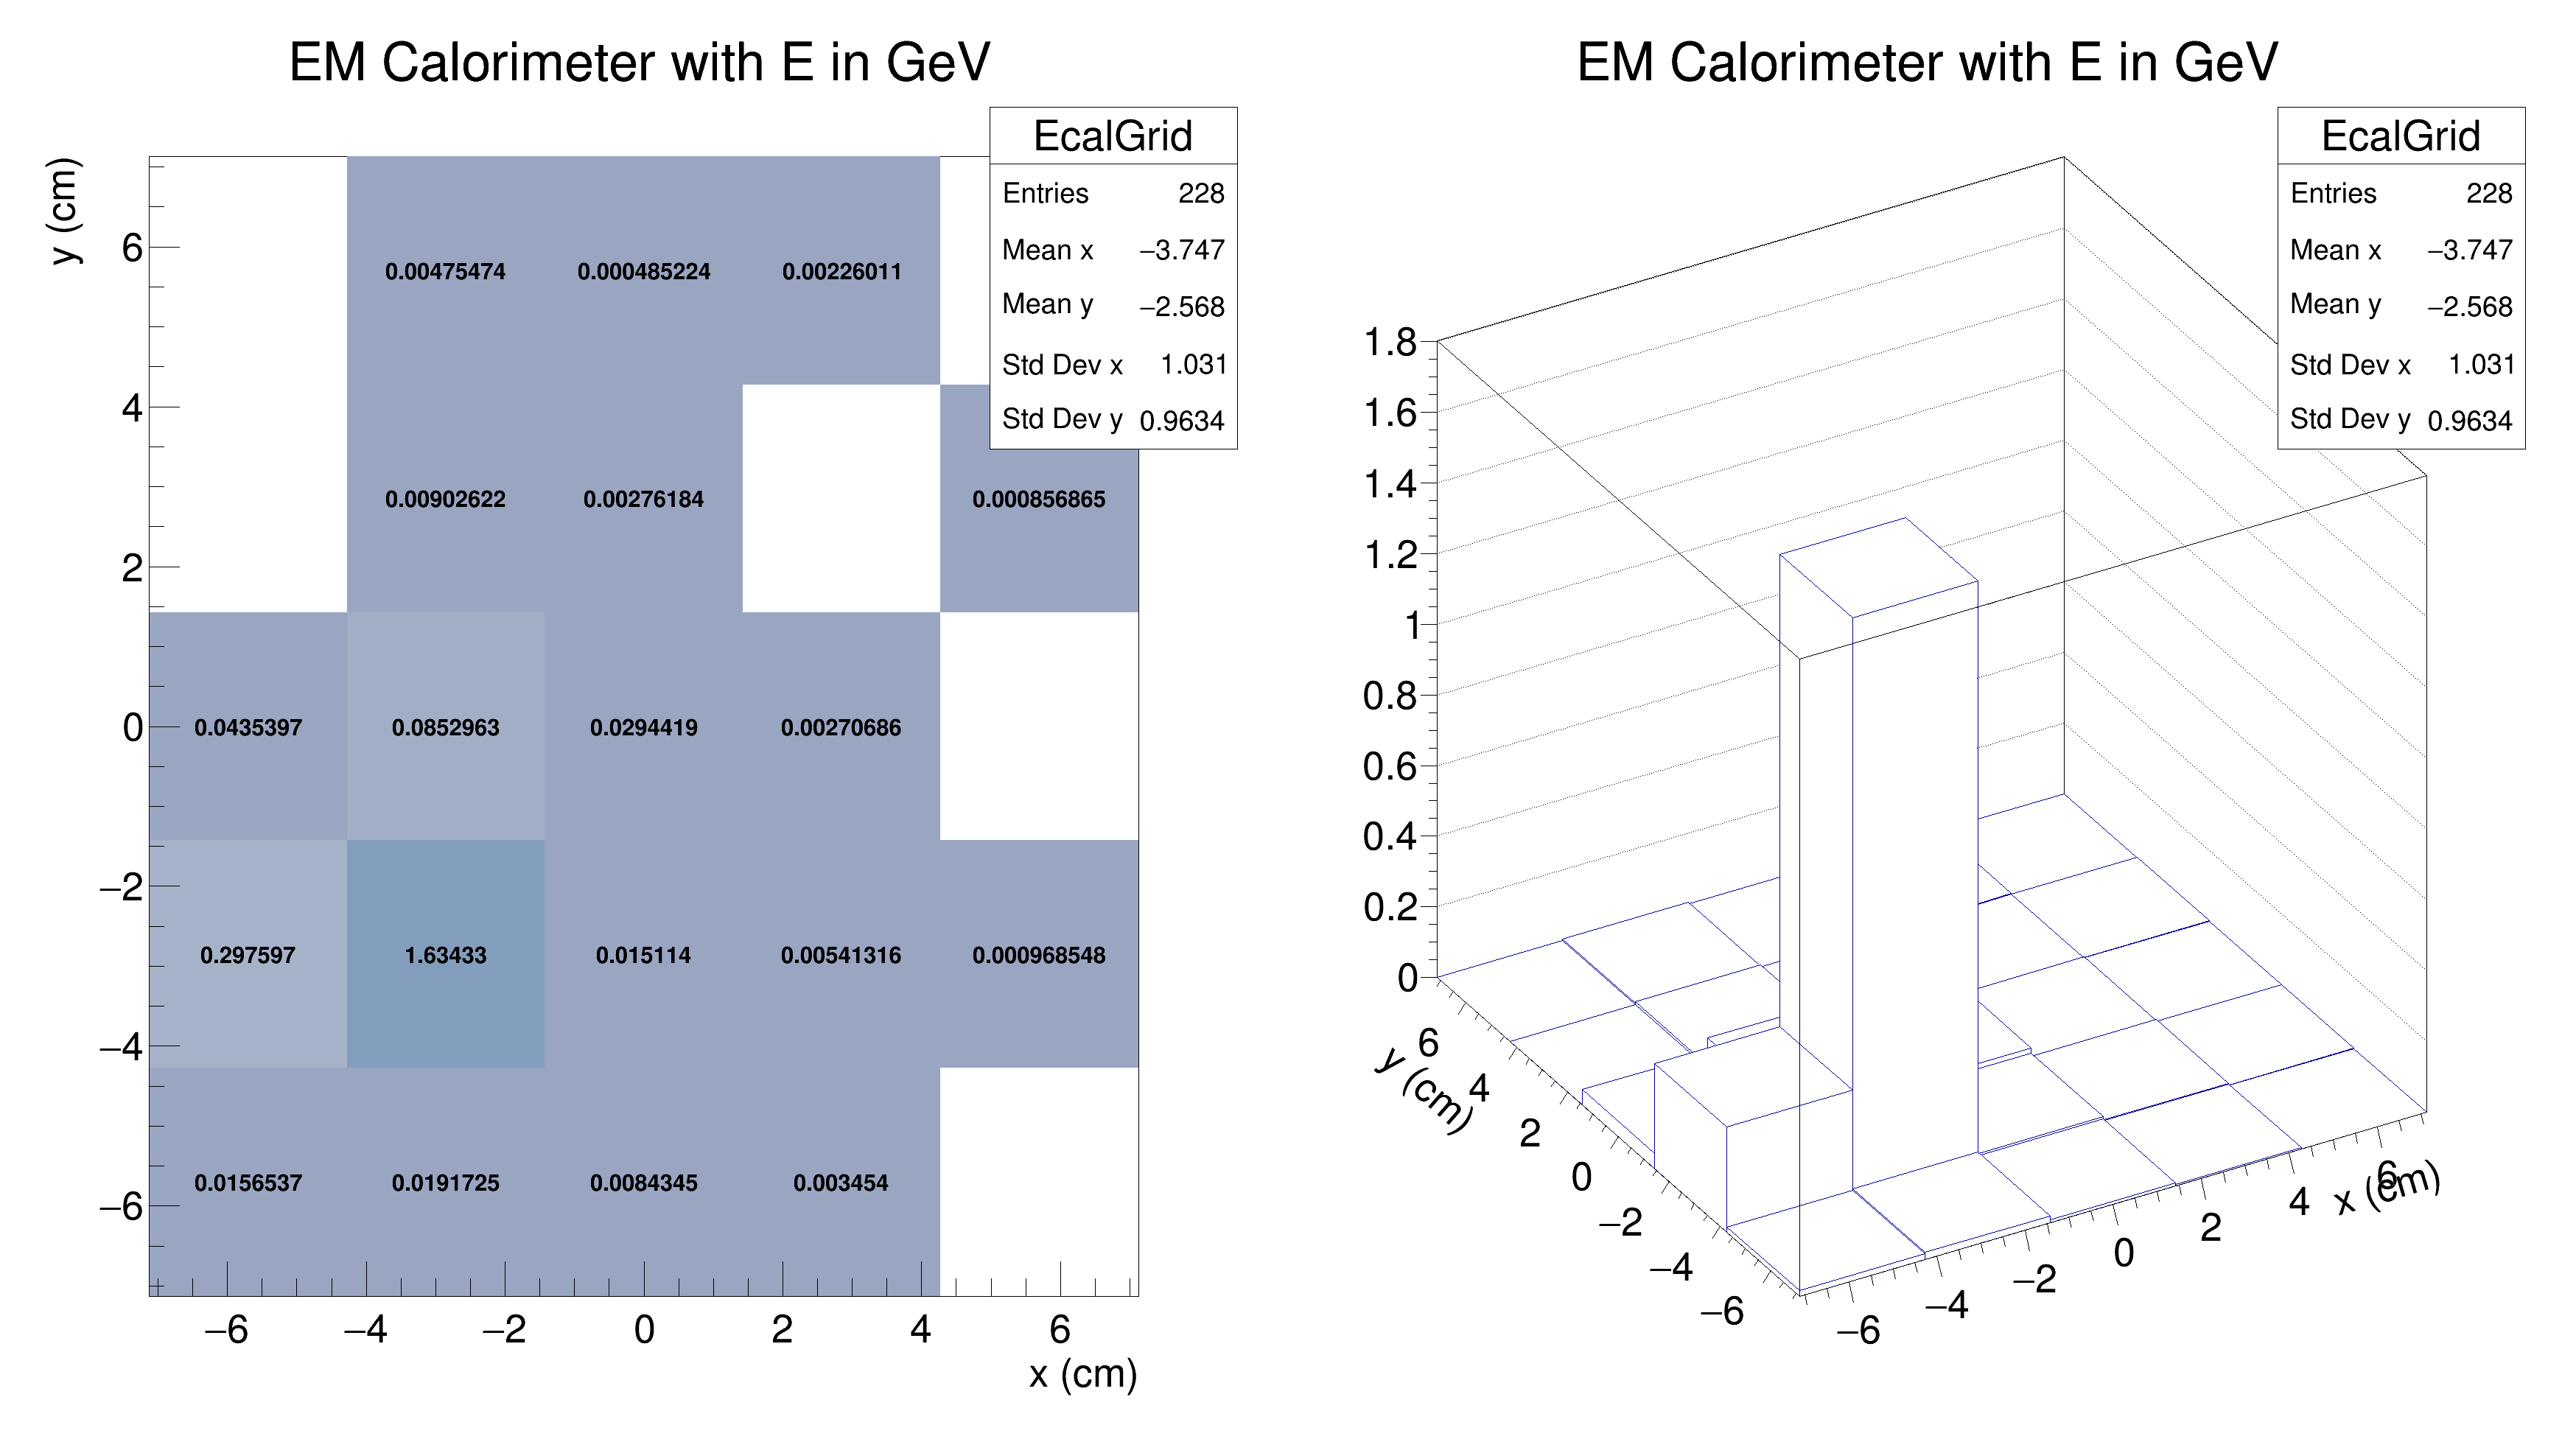 EM Calorimeter with E in GeV
EcalGrid
Entries 228
Mean x −3.747
Mean y −2.568
Std Dev x 1.031
Std Dev y 0.9634
y (cm)
6
4
2
0
−2
−4
−6
0.00475474 0.000485224 0.00226011
0.00902622 0.00276184 0.000856865
0.0435397 0.0852963 0.0294419 0.00270686
0.297597 1.63433 0.015114 0.00541316 0.000968548
0.0156537 0.0191725 0.0084345 0.003454
−6 −4 −2 0 2 4 6
x (cm)
EM Calorimeter with E in GeV
EcalGrid
Entries 228
Mean x −3.747
Mean y −2.568
Std Dev x 1.031
Std Dev y 0.9634
1.8
1.6
1.4
1.2
1
0.8
0.6
0.4
0.2
0
y (cm)
6
4
2
0
−2
−4
−6
−6 −4 −2 0 2 4 6
x (cm)